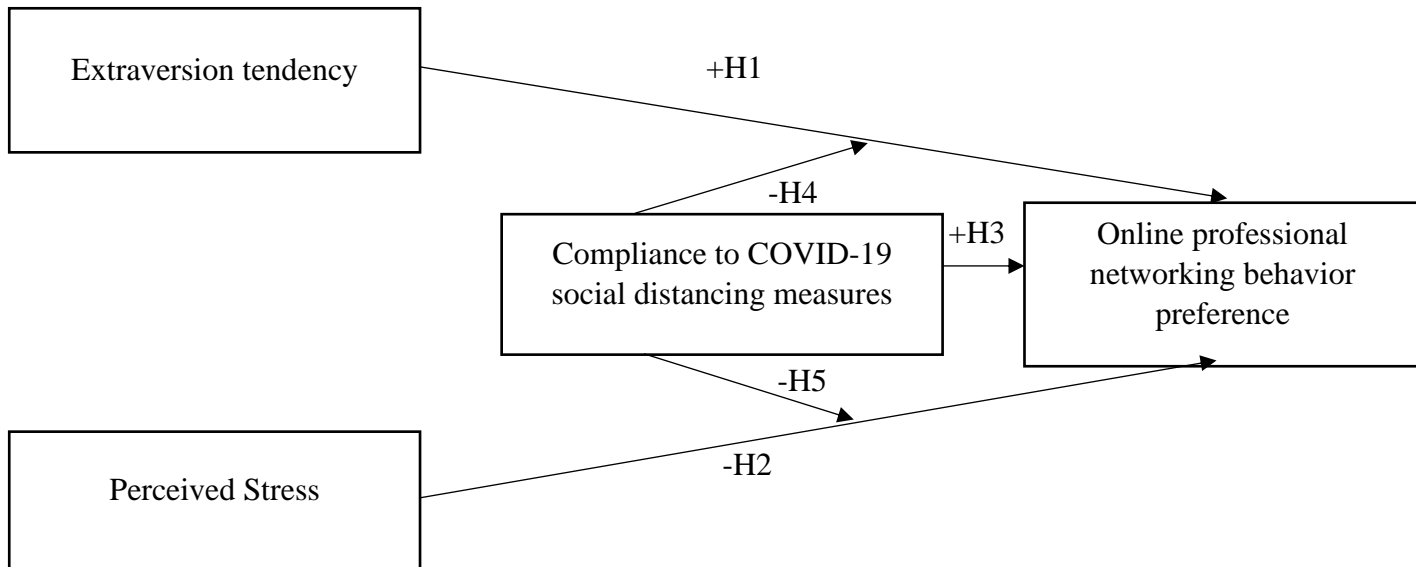 Extraversion tendency
+H1
-H4
Compliance to COVID-19
social distancing measures
+H3
Online professional
networking behavior
preference
-H5
-H2
Perceived Stress